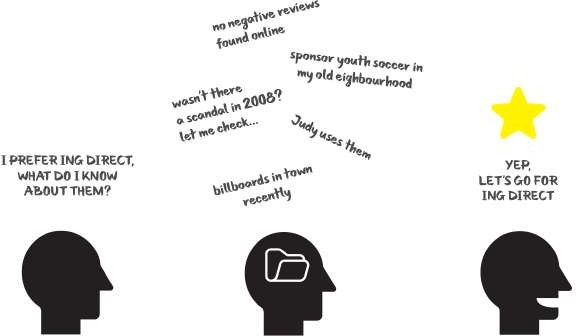 I PREFER ING DIRECT,
WHAT DO I KNOW
ABOUT THEM?
no negative reviews
found online
sponsor youth soccer in
my old eighbourhood
wasn't there
a scandal in 2008?
let me check...
Judy uses them
billboards in town
recently
YEP,
LET'S GO FOR
ING DIRECT